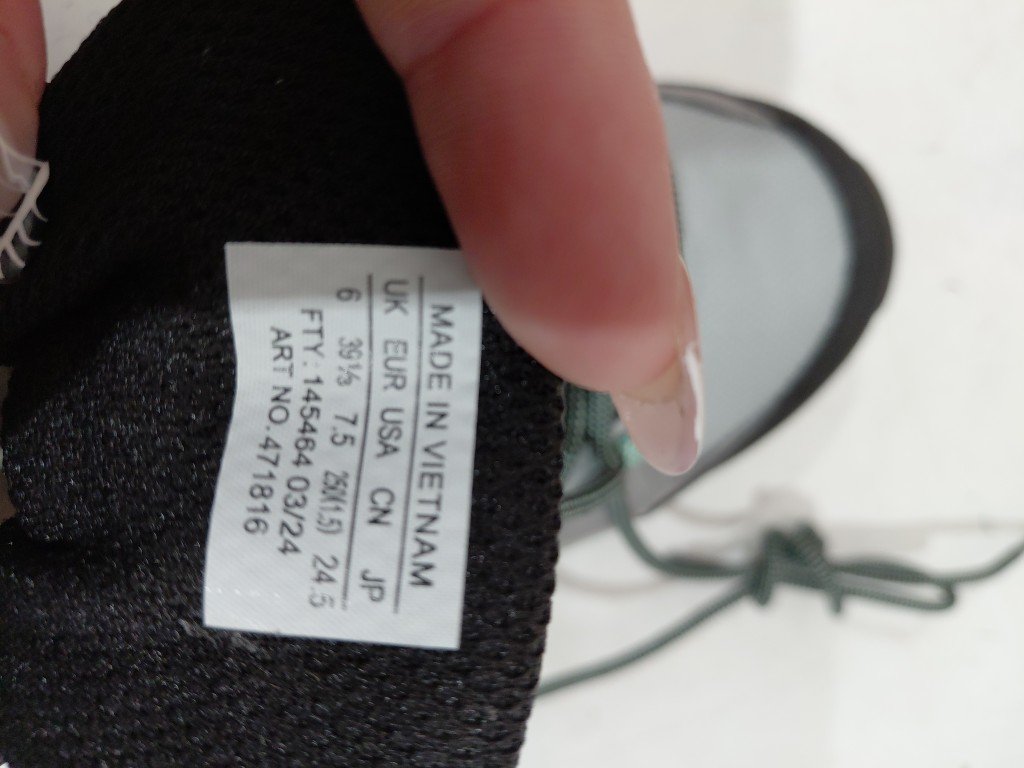 MADE IN VIETNAM
UK EUR USA CN JP
6 39⅓ 7.5 250(1.5) 24.5
FTY: 145464 03/24
ART NO.471816